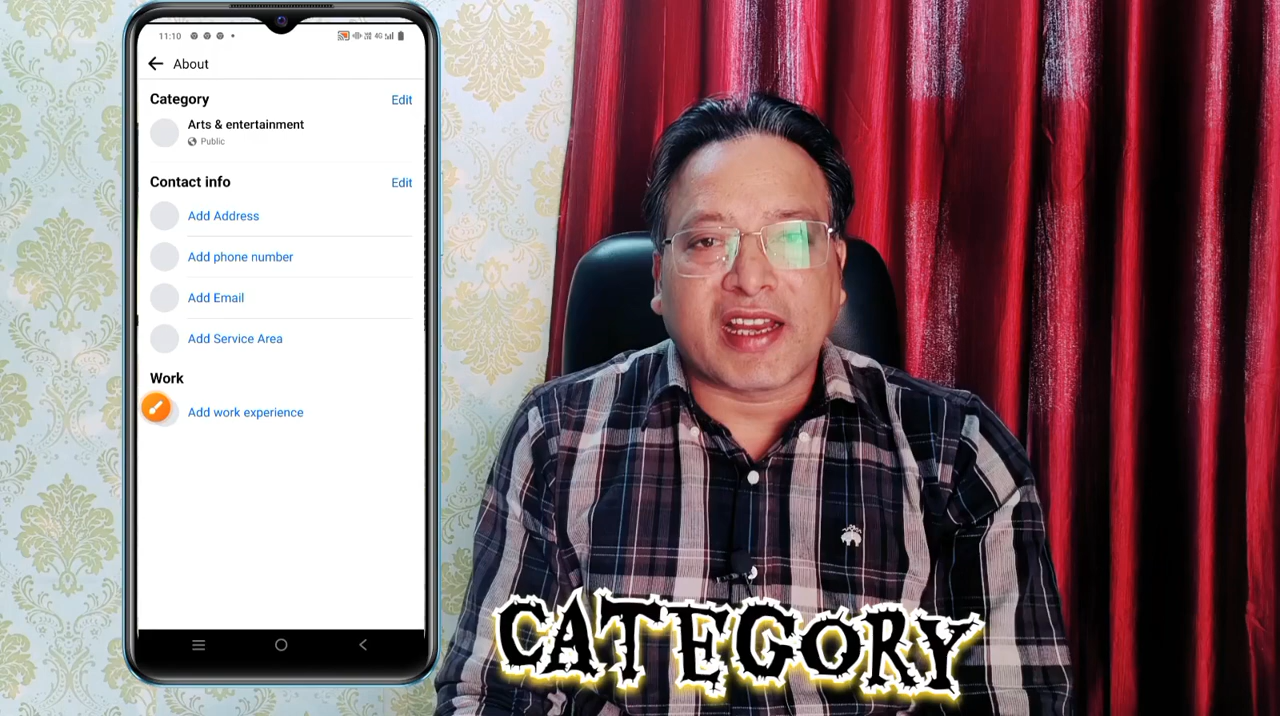 11:10
4G
About
Category
Edit
Arts & entertainment
Public
Contact info
Edit
Add Address
Add phone number
Add Email
Add Service Area
Work
Add work experience
CATEGORY